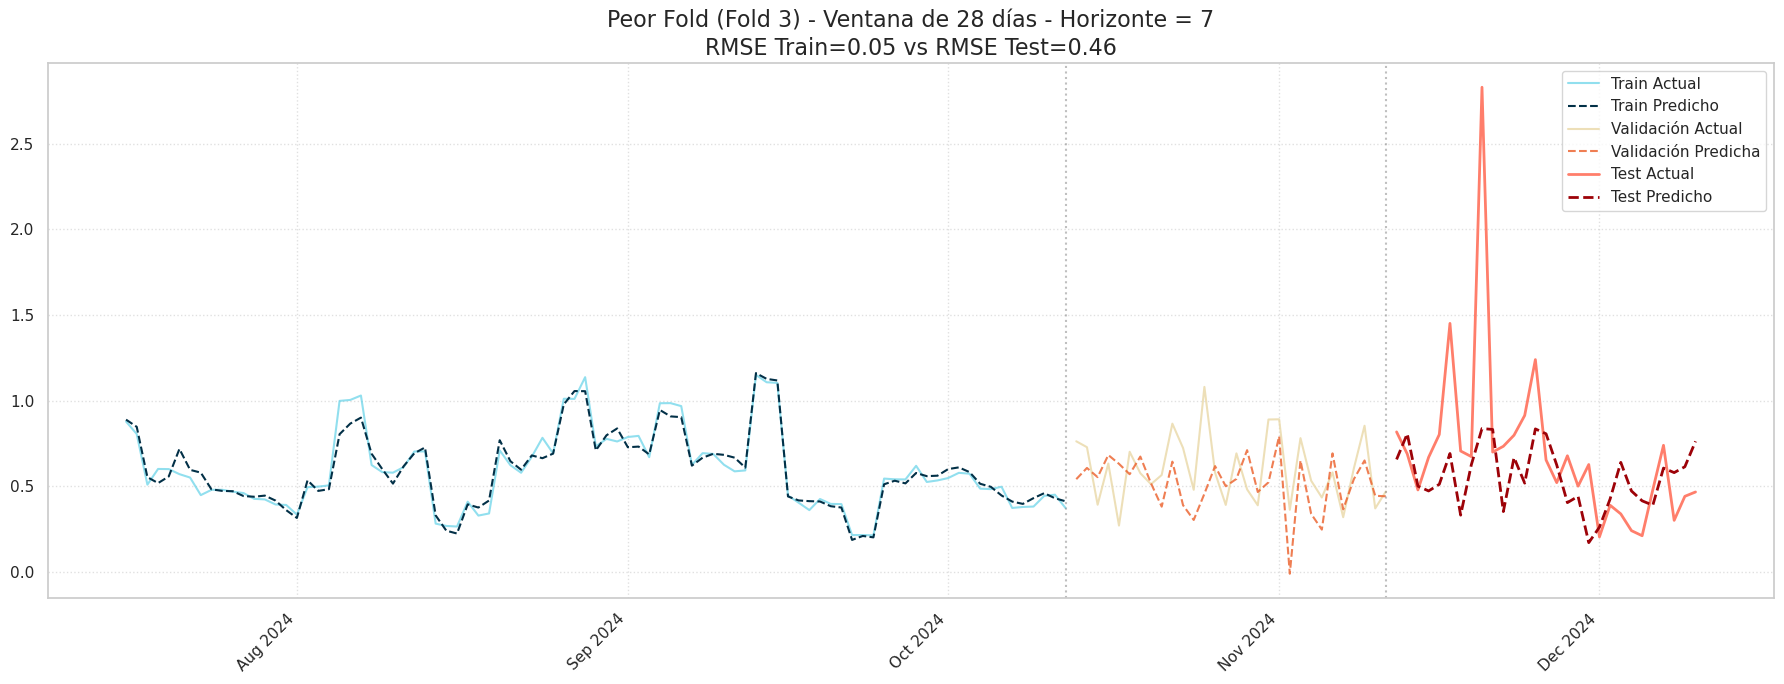 Peor Fold (Fold 3) - Ventana de 28 días - Horizonte = 7
RMSE Train=0.05 vs RMSE Test=0.46
Train Actual
Train Predicho
Validación Actual
Validación Predicha
Test Actual
Test Predicho
2.5
2.0
1.5
1.0
0.5
0.0
Aug 2024
Sep 2024
Oct 2024
Nov 2024
Dec 2024